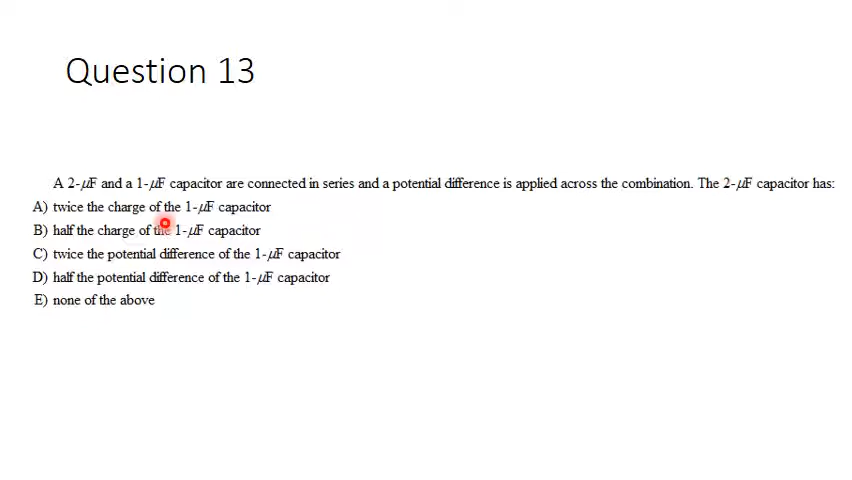 Question 13
A 2-μF and a 1-μF capacitor are connected in series and a potential difference is applied across the combination. The 2-μF capacitor has:
A) twice the charge of the 1-μF capacitor
B) half the charge of the 1-μF capacitor
C) twice the potential difference of the 1-μF capacitor
D) half the potential difference of the 1-μF capacitor
E) none of the above